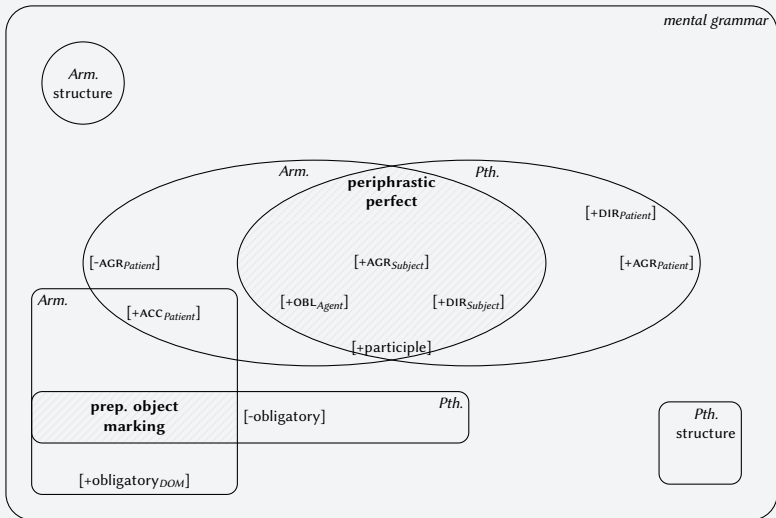 mental grammar
Arm.
structure
Arm.
Pth.
periphrastic
perfect
[+DIRPatient]
[-AGRPatient]
[+AGRSubject]
[+AGRPatient]
Arm.
[+ACCPatient]
[+OBLAgent]
[+DIRSubject]
[+participle]
prep. object
marking
[-obligatory]
Pth.
Pth.
structure
[+obligatoryDOM]